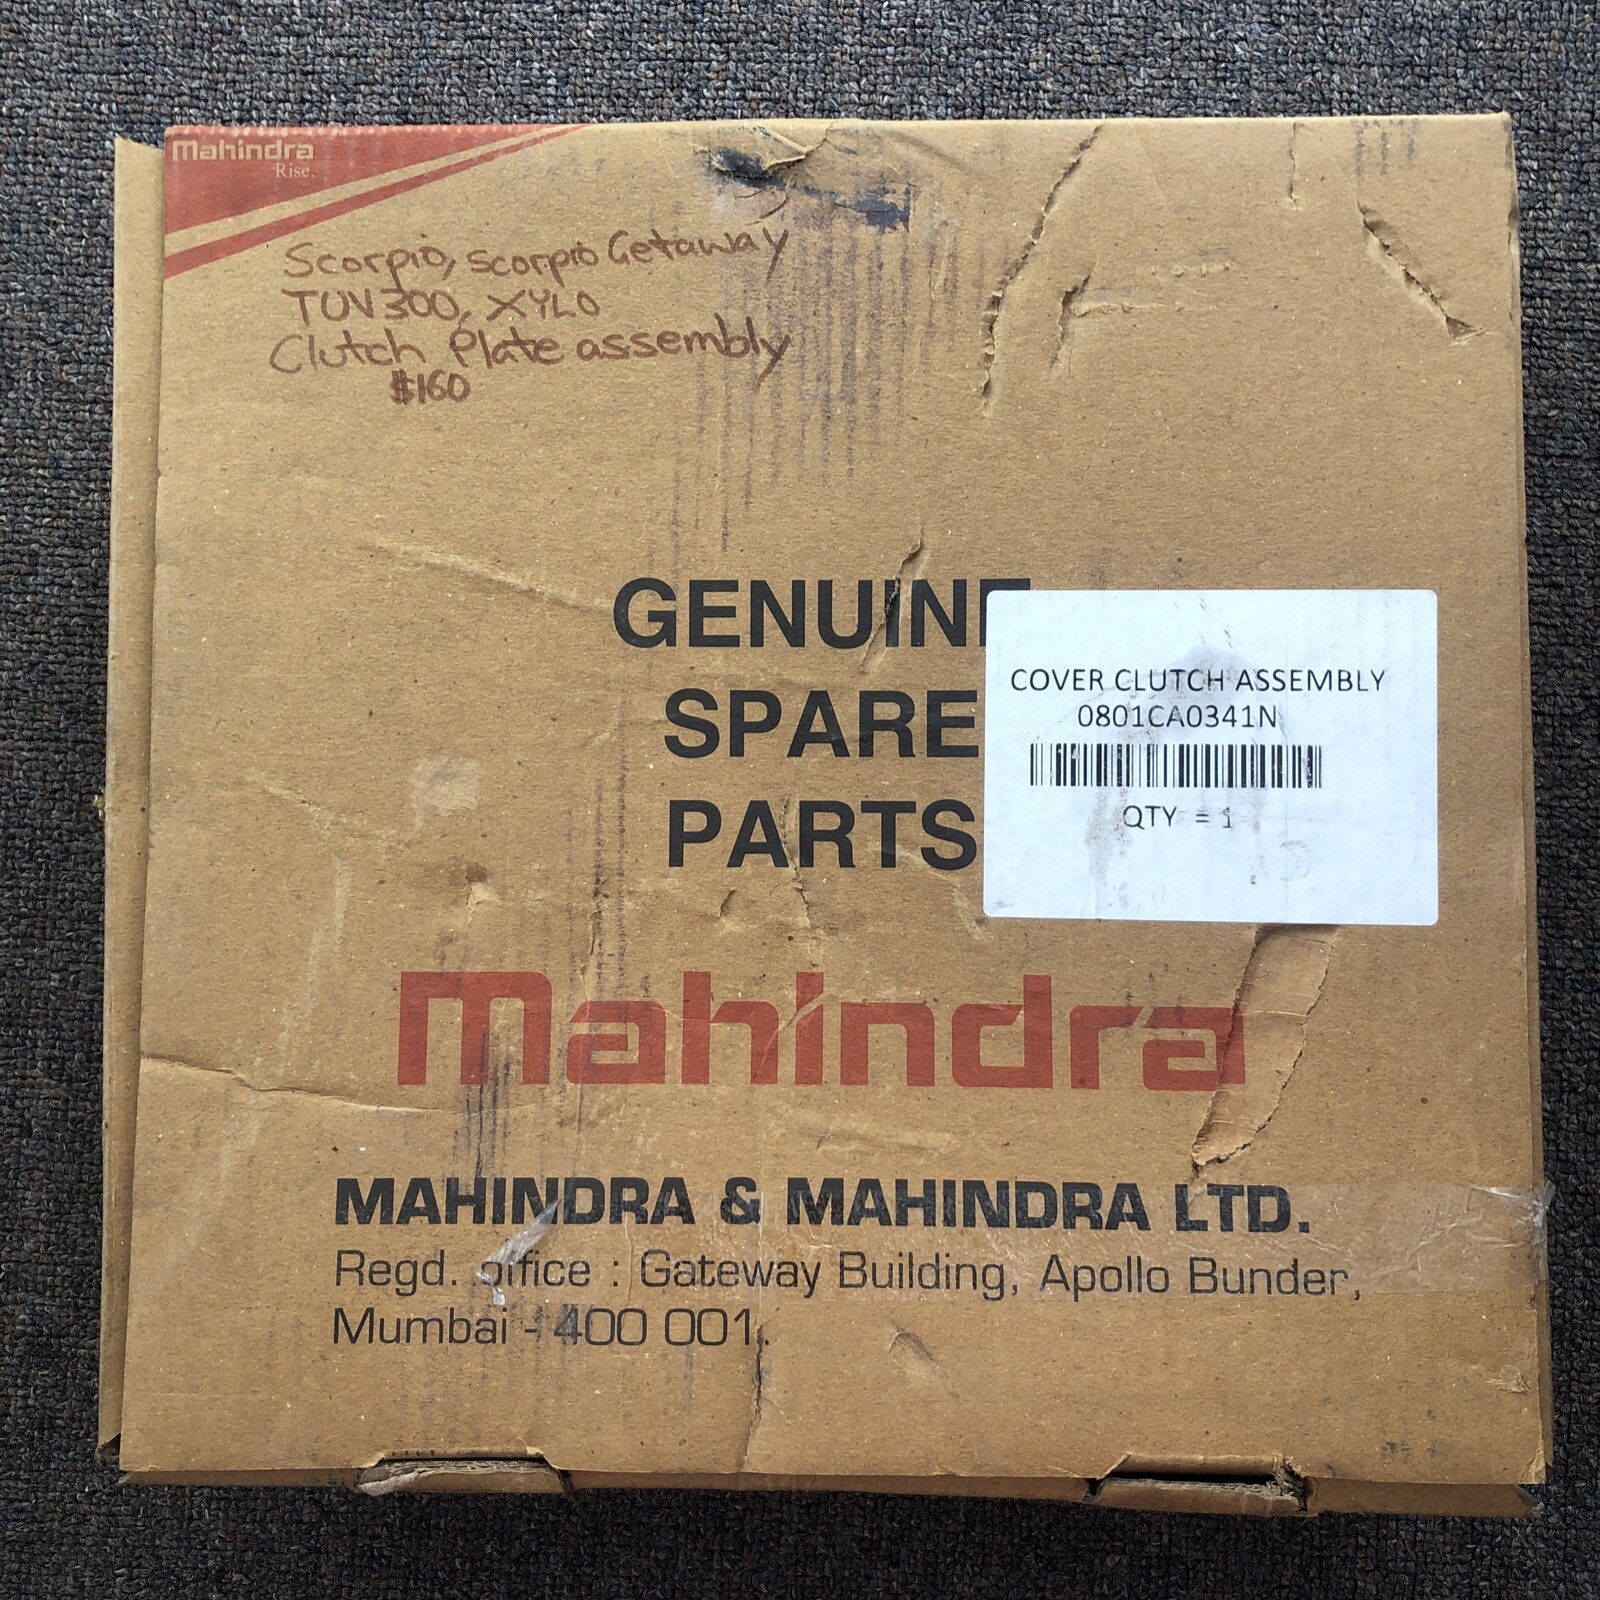 Mahindra
Rise.
Scorpio, scorpio Getaway
TUV300, XYLO
Clutch Plate assembly
$160
GENUINE
SPARE
PARTS
COVER CLUTCH ASSEMBLY
0801CA0341N
QTY = 1
Mahindra
MAHINDRA & MAHINDRA LTD.
Regd. office : Gateway Building, Apollo Bunder,
Mumbai - 400 001.